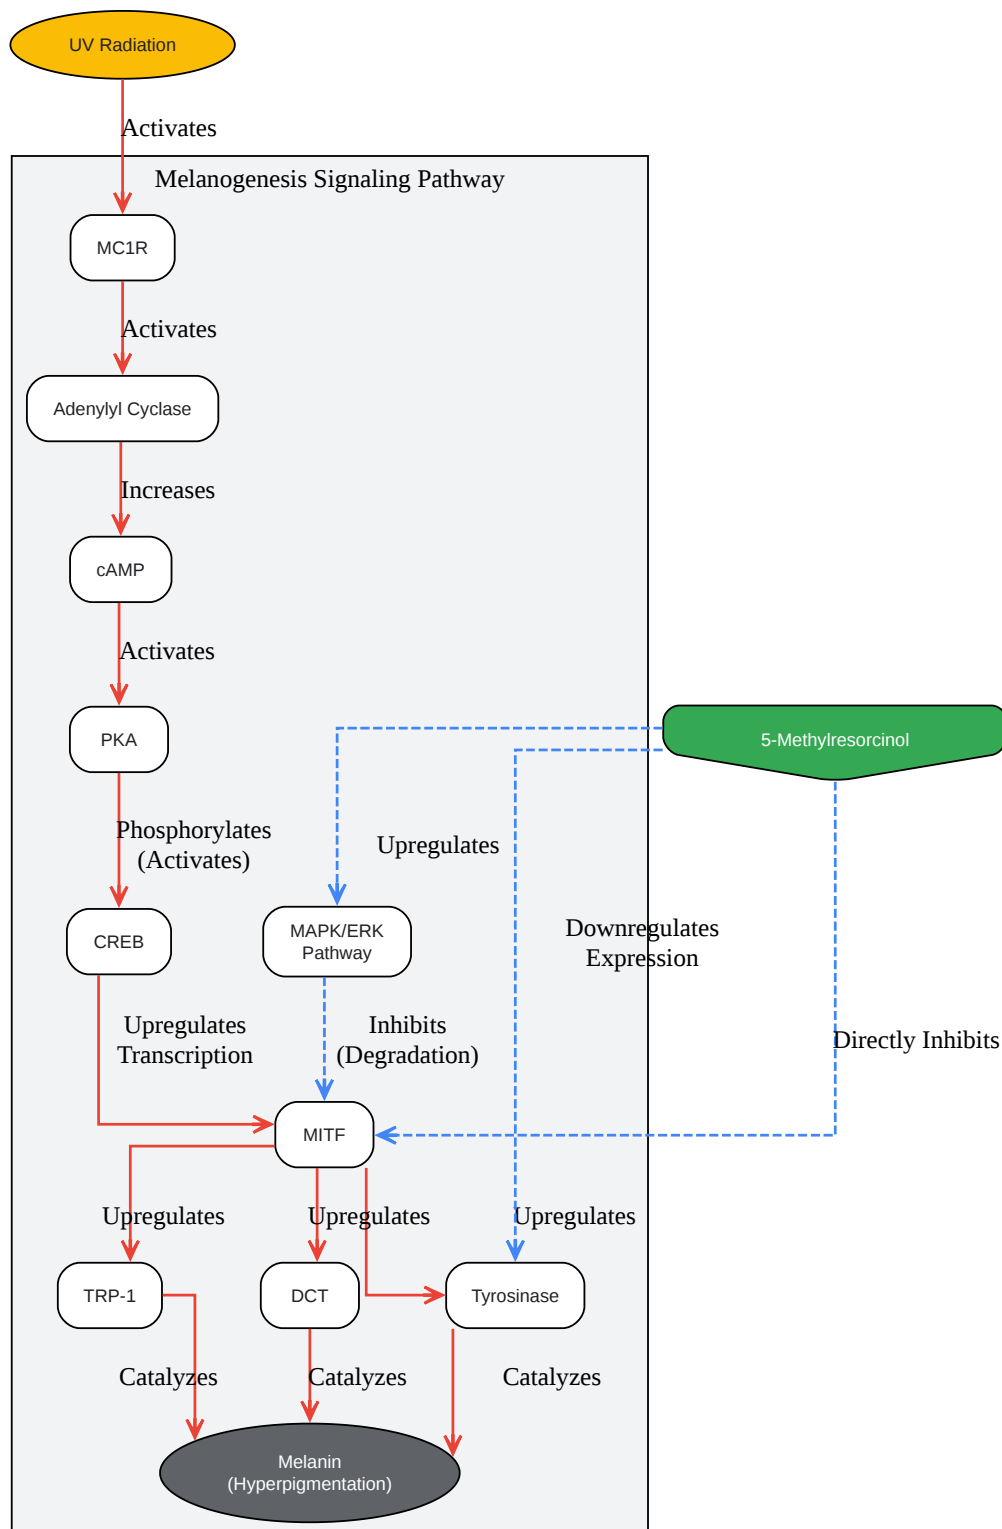 UV Radiation
Activates
Melanogenesis Signaling Pathway
MC1R
Activates
Adenylyl Cyclase
Increases
cAMP
Activates
PKA
5-Methylresorcinol
Phosphorylates
(Activates)
Upregulates
CREB
MAPK/ERK
Pathway
Downregulates
Expression
Upregulates
Transcription
Inhibits
(Degradation)
Directly Inhibits
MITF
Upregulates
Upregulates
Upregulates
TRP-1
DCT
Tyrosinase
Catalyzes
Catalyzes
Catalyzes
Melanin
(Hyperpigmentation)